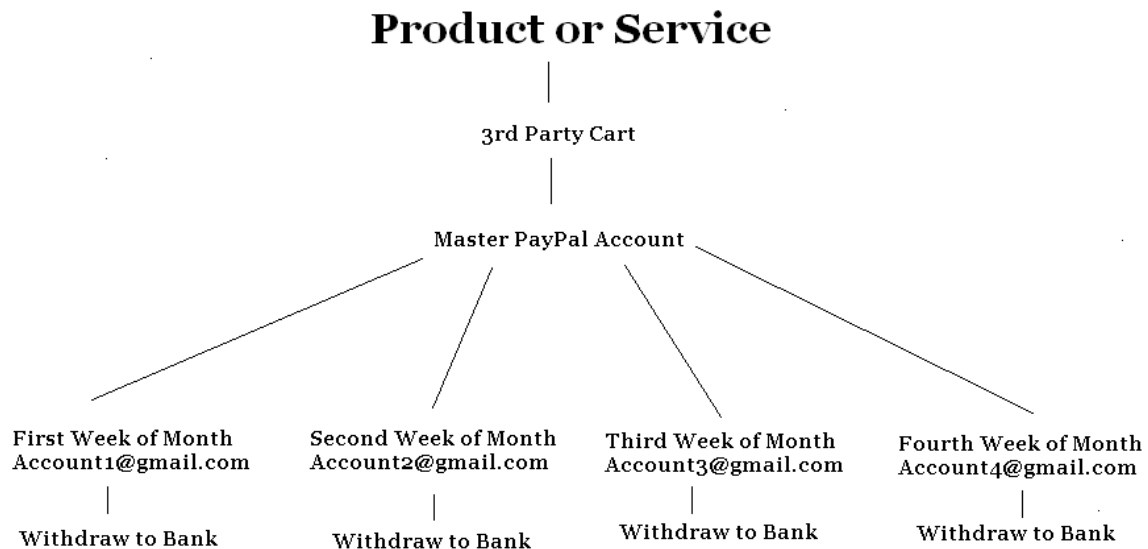 Product or Service
3rd Party Cart
Master PayPal Account
First Week of Month
Account1@gmail.com
Withdraw to Bank
Second Week of Month
Account2@gmail.com
Withdraw to Bank
Third Week of Month
Account3@gmail.com
Withdraw to Bank
Fourth Week of Month
Account4@gmail.com
Withdraw to Bank